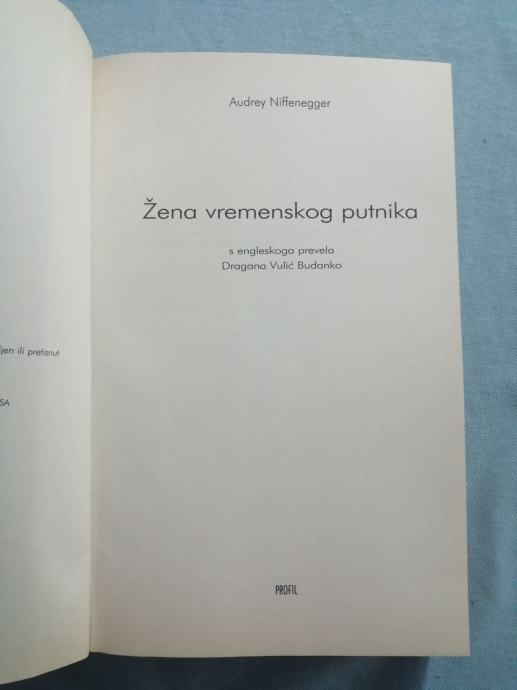 jen ili pretisnut
SA
Audrey Niffenegger
Žena vremenskog putnika
s engleskoga prevela
Dragana Vulić Budanko
PROFIL